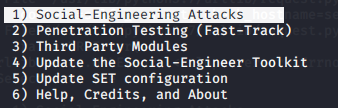 1) Social-Engineering Attacks
2) Penetration Testing (Fast-Track)
3) Third Party Modules
4) Update the Social-Engineer Toolkit
5) Update SET configuration
6) Help, Credits, and About